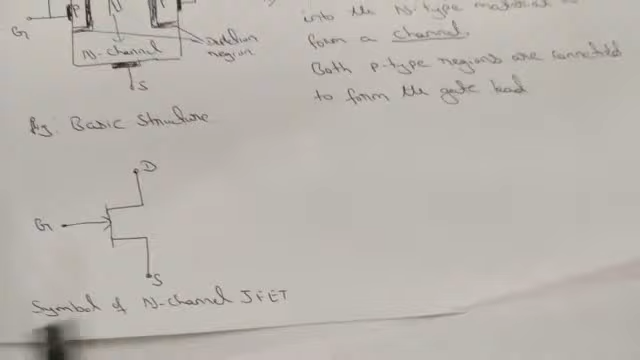 P N P
G
N-channel
depletion
region
S
into the N-type material to
form a channel.
Both p-type regions are connected
to form the gate lead
Fig: Basic Structure
D
G
S
Symbol of N-channel JFET